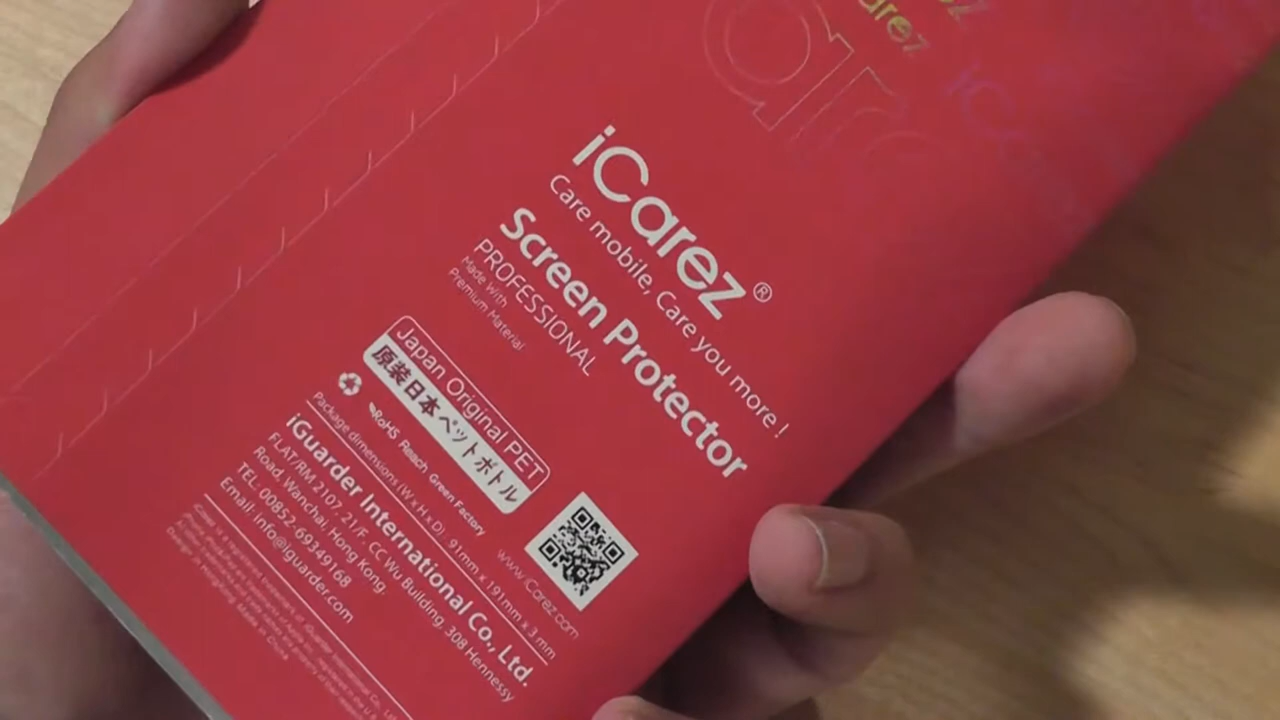 iCarez®
Care mobile, Care you more !
Screen Protector
PROFESSIONAL
Made With
Premium Material
Japan Original PET
原装日本ペットボトル
RoHS Reach Green Factory
www.iCarez.com
Package dimensions (W x H x D) 91mm x 191mm x 3 mm
iGuarder International Co., Ltd.
FLAT/RM 2107, 21/F, CC Wu Building, 308 Hennessy
Road, Wanchai, Hong Kong.
TEL: 00852-69349168
Email: info@iguarder.com